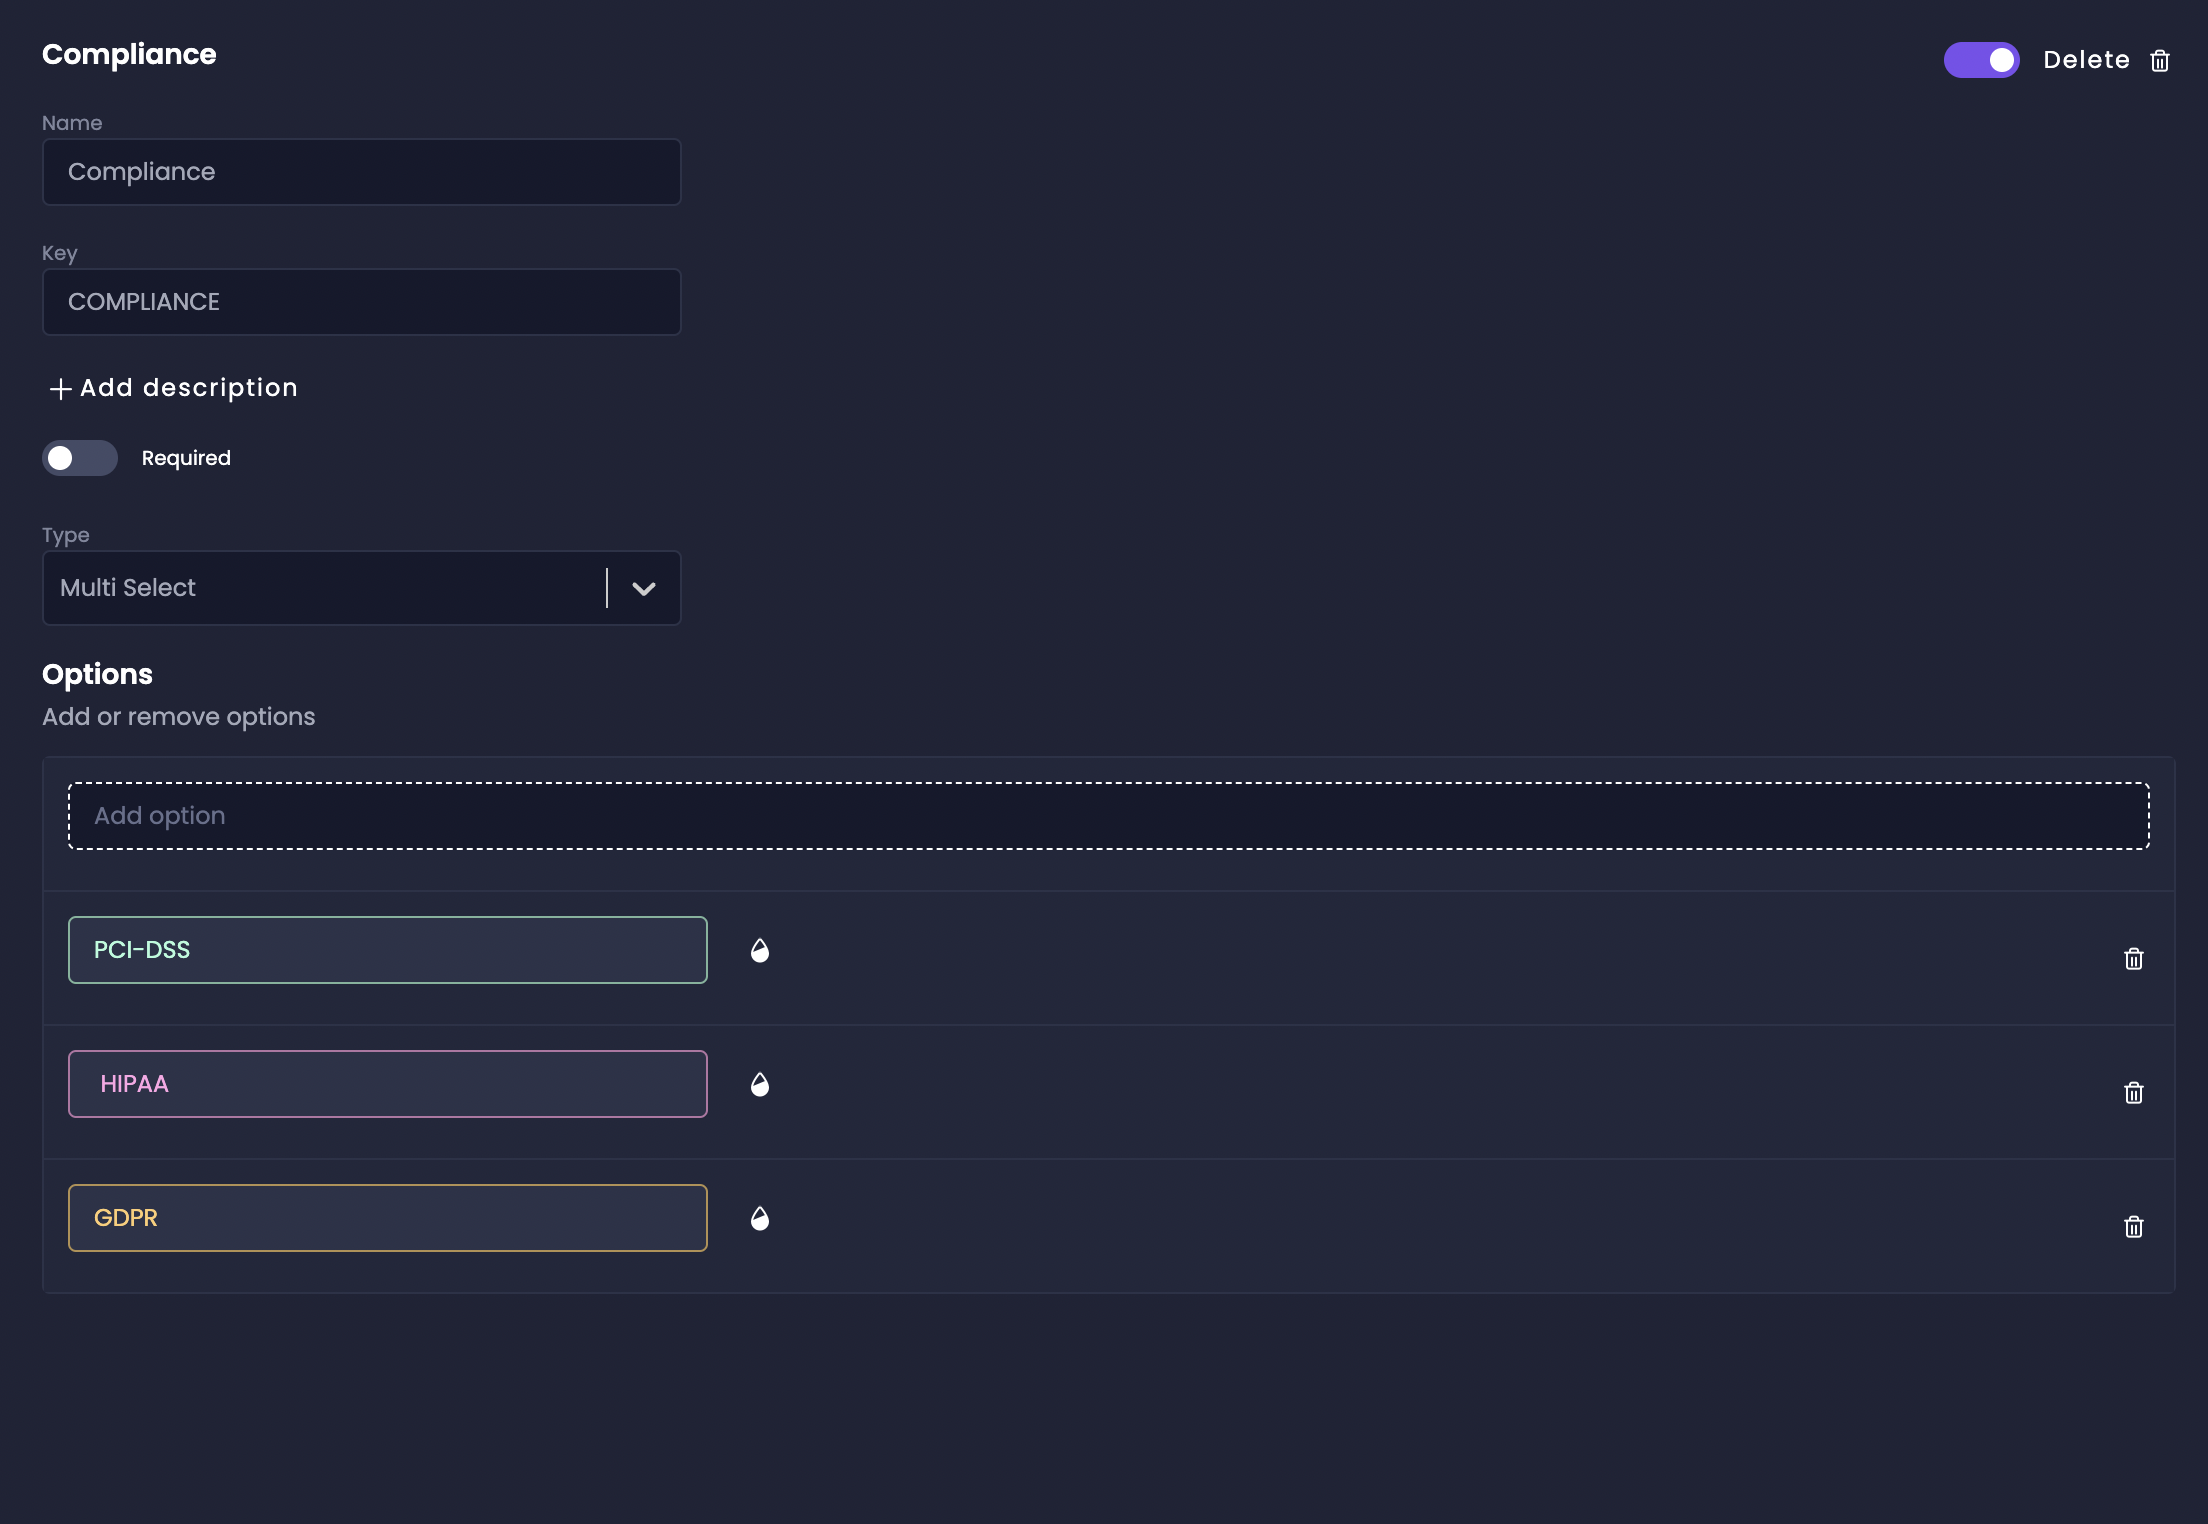 Compliance
Delete
Name
Compliance
Key
COMPLIANCE
Add description
Required
Type
Multi Select
Options
Add or remove options
Add option
PCI-DSS
HIPAA
GDPR